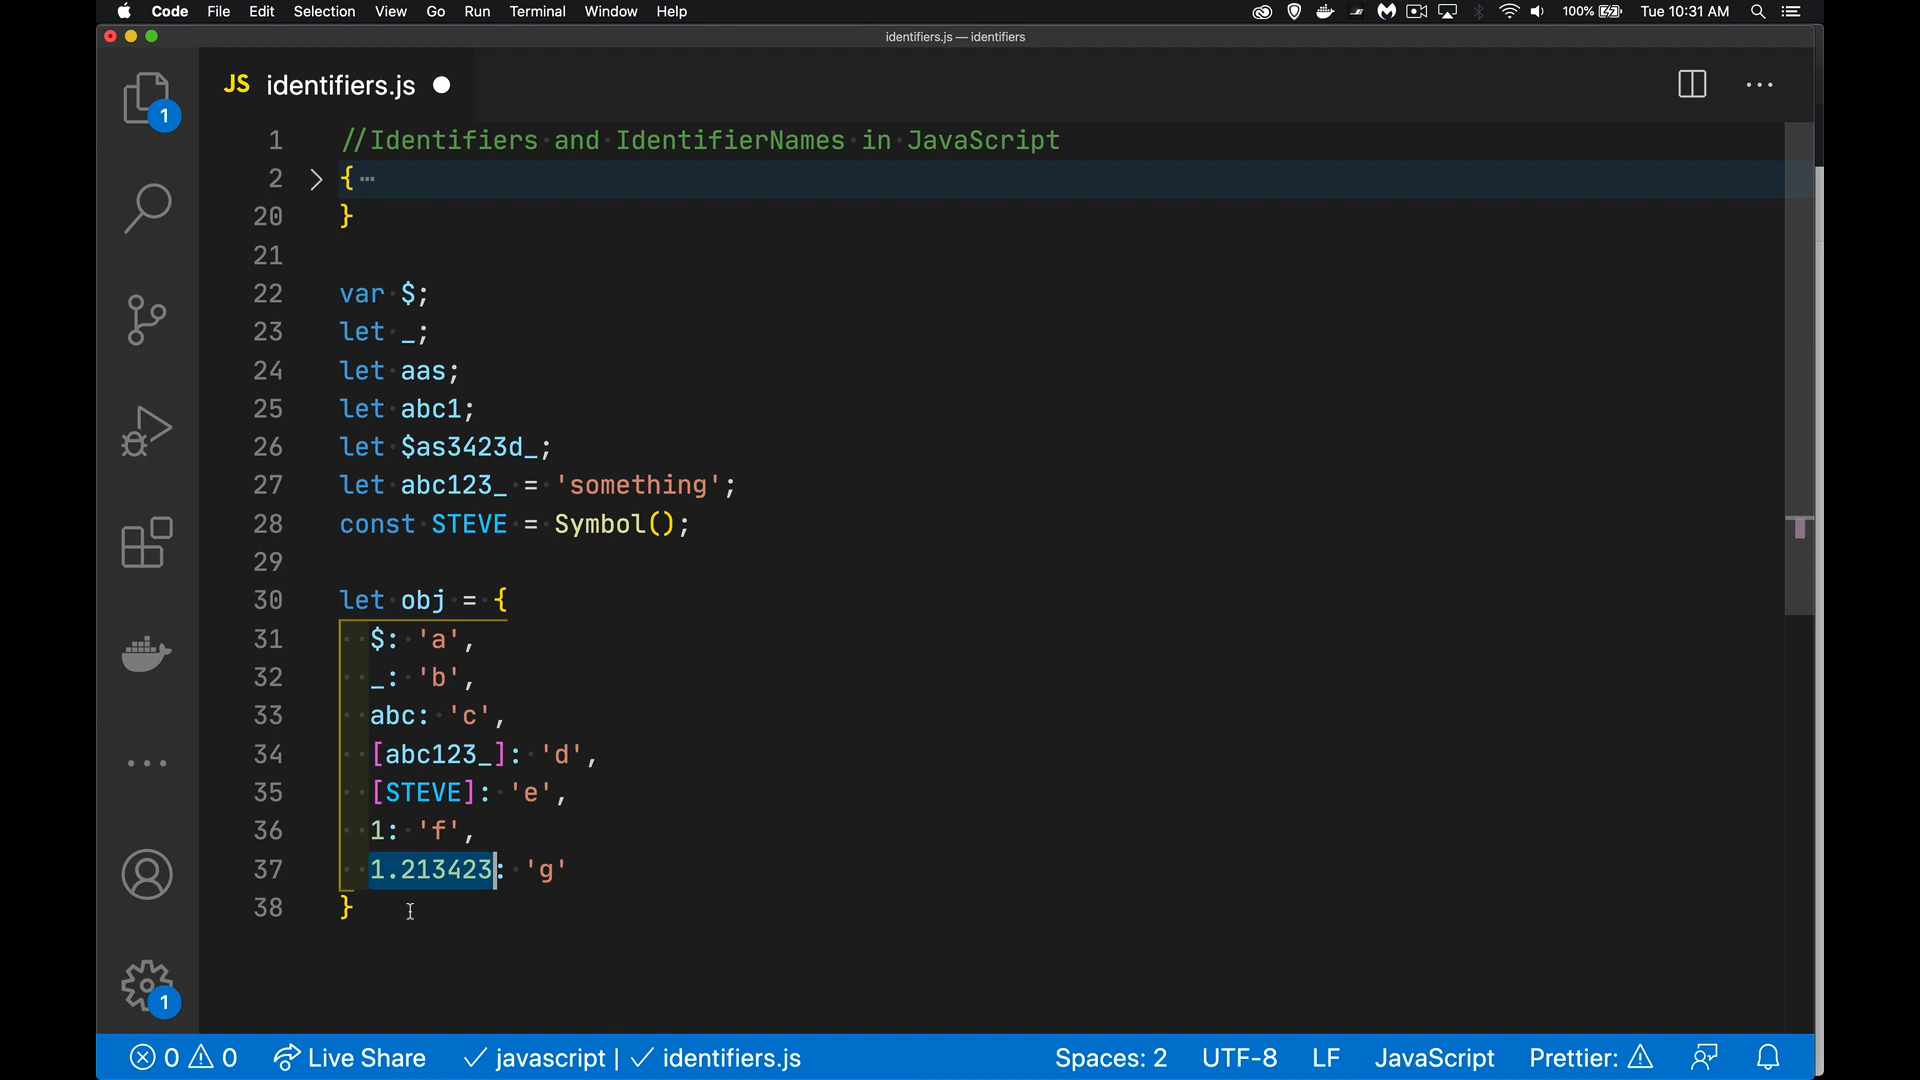 Code File Edit Selection View Go Run Terminal Window Help 100% Tue 10:31 AM
identifiers.js — identifiers
JS identifiers.js
1 //Identifiers and IdentifierNames in JavaScript
2 {
20 }
21
22 var $;
23 let _;
24 let aas;
25 let abc1;
26 let $as3423d_;
27 let abc123_ = 'something';
28 const STEVE = Symbol();
29
30 let obj = {
31 $: 'a',
32 _: 'b',
33 abc: 'c',
34 [abc123_]: 'd',
35 [STEVE]: 'e',
36 1: 'f',
37 1.213423: 'g'
38 }
1
1
0 0 Live Share javascript | identifiers.js Spaces: 2 UTF-8 LF JavaScript Prettier: